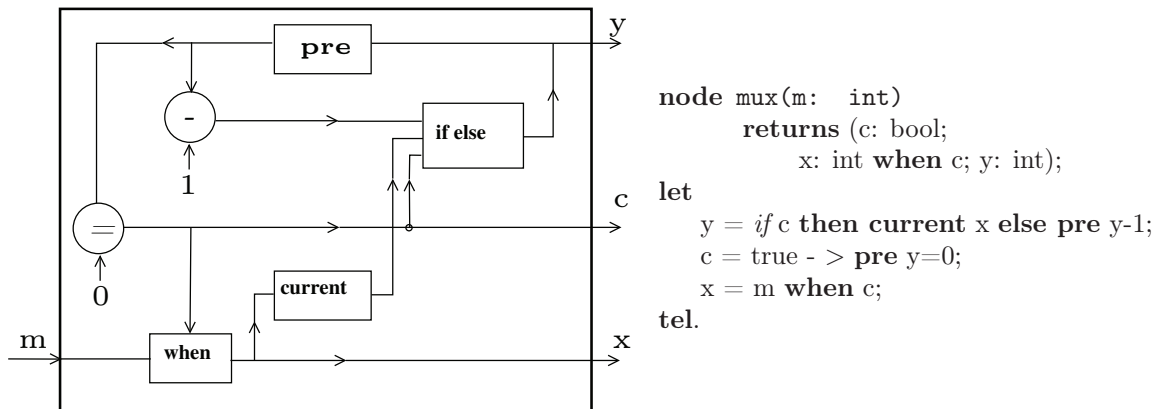 y
pre
-
if else
1
c
=
current
0
m
when
x
node mux(m: int)
returns (c: bool;
x: int when c; y: int);
let
y = if c then current x else pre y-1;
c = true - > pre y=0;
x = m when c;
tel.